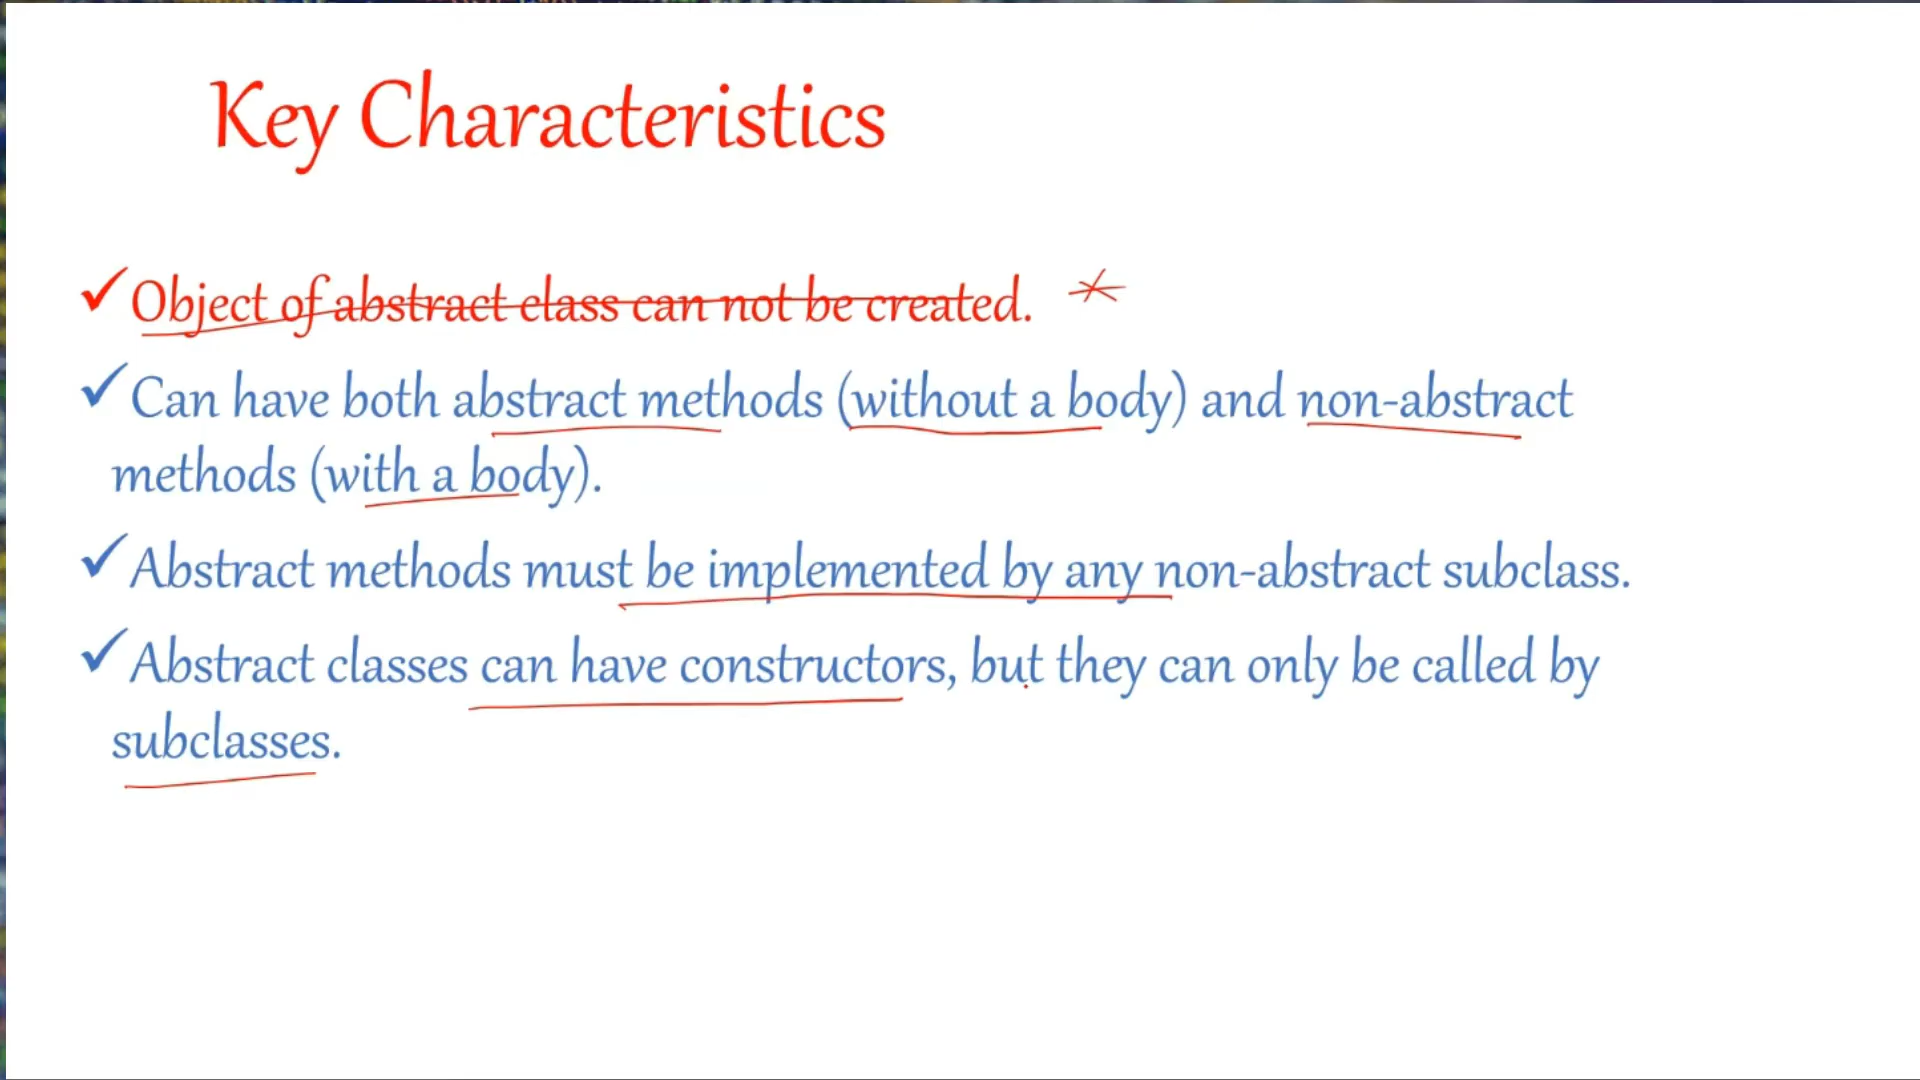 Key Characteristics
✓Object of abstract class can not be created. *
✓Can have both abstract methods (without a body) and non-abstract
methods (with a body).
✓Abstract methods must be implemented by any non-abstract subclass.
✓Abstract classes can have constructors, but they can only be called by
subclasses.